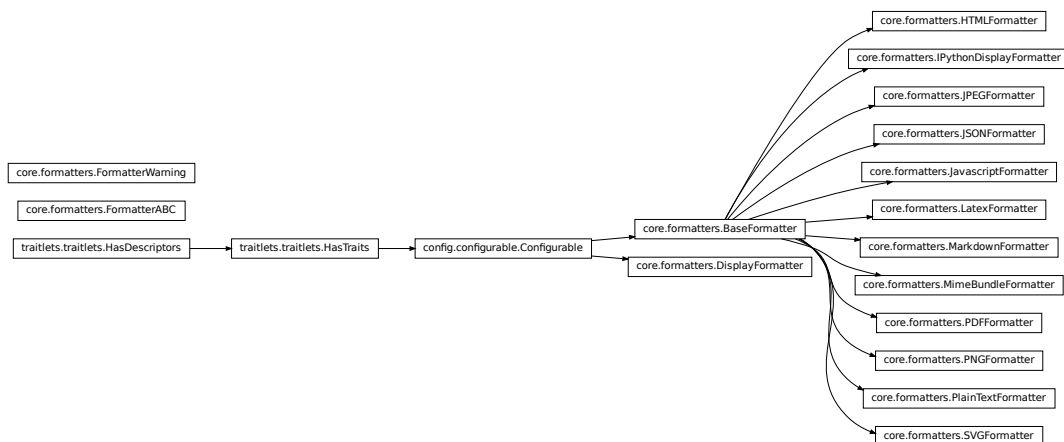 core.formatters.HTMLFormatter
core.formatters.IPythonDisplayFormatter
core.formatters.JPEGFormatter
core.formatters.JSONFormatter
core.formatters.FormatterWarning
core.formatters.JavascriptFormatter
core.formatters.FormatterABC
core.formatters.LatexFormatter
core.formatters.BaseFormatter
traitlets.traitlets.HasDescriptors
traitlets.traitlets.HasTraits
config.configurable.Configurable
core.formatters.MarkdownFormatter
core.formatters.DisplayFormatter
core.formatters.MimeBundleFormatter
core.formatters.PDFFormatter
core.formatters.PNGFormatter
core.formatters.PlainTextFormatter
core.formatters.SVGFormatter